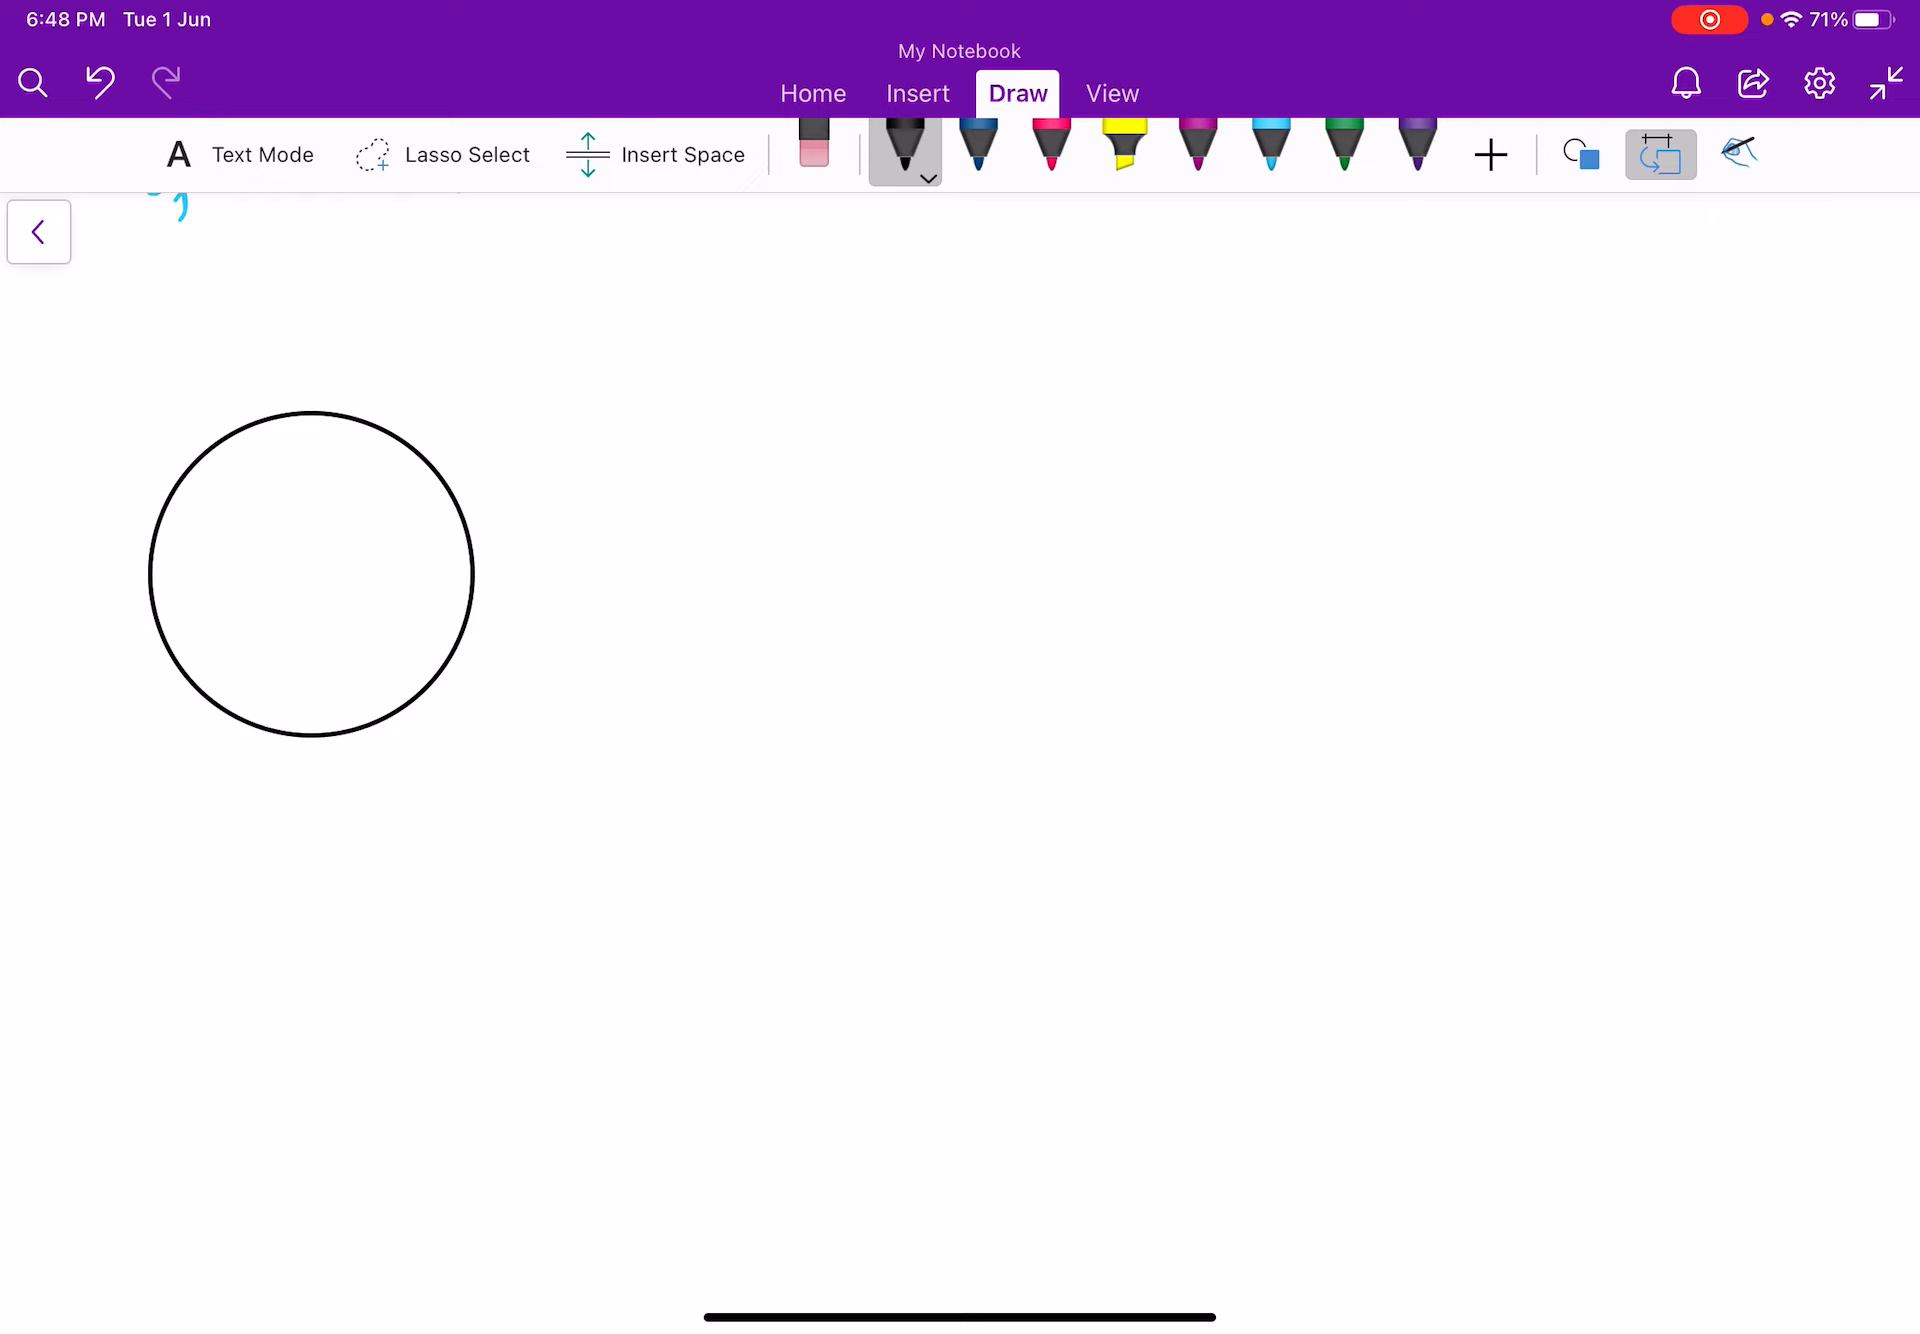 6:48 PM Tue 1 Jun
71%
My Notebook
Home Insert Draw View
A Text Mode Lasso Select Insert Space